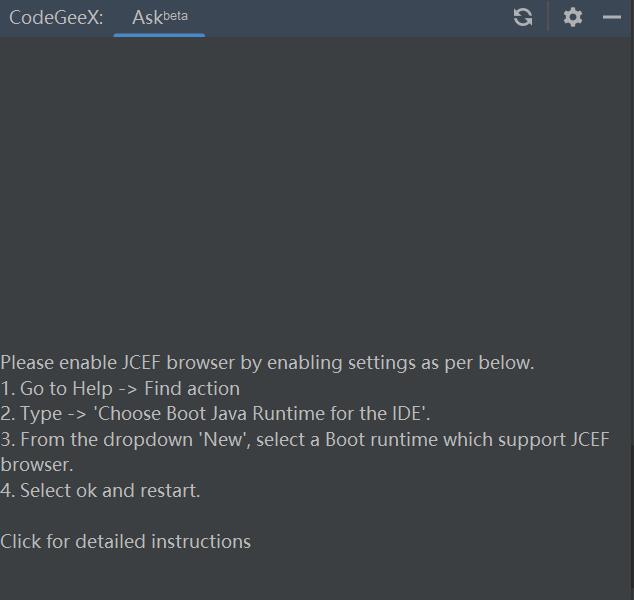 CodeGeeX: Askbeta
Please enable JCEF browser by enabling settings as per below.
1. Go to Help -> Find action
2. Type -> 'Choose Boot Java Runtime for the IDE'.
3. From the dropdown 'New', select a Boot runtime which support JCEF
browser.
4. Select ok and restart.
Click for detailed instructions